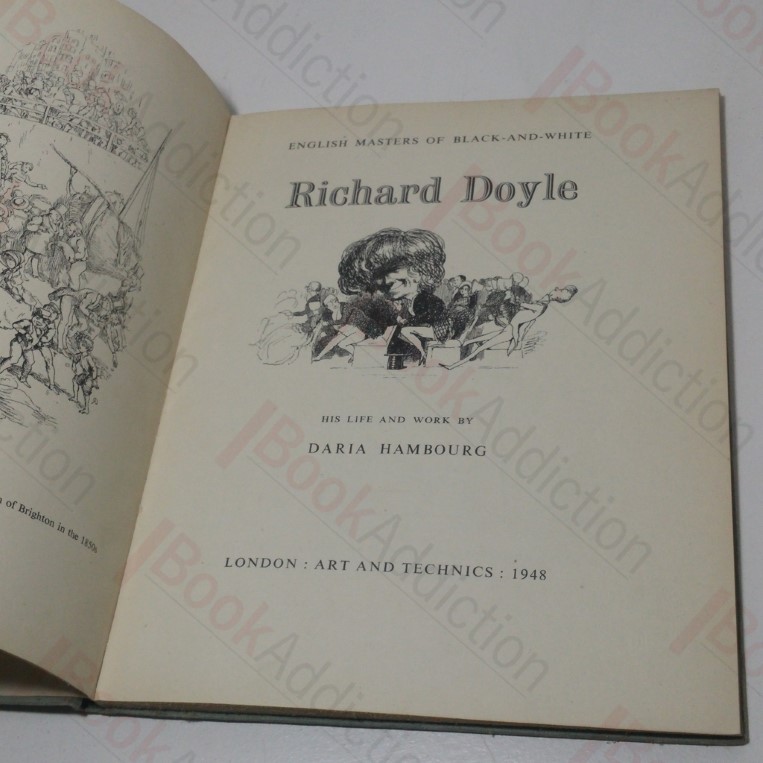 of Brighton in the 1850s
ENGLISH MASTERS OF BLACK-AND-WHITE
Richard Doyle
HIS LIFE AND WORK BY
DARIA HAMBOURG
LONDON : ART AND TECHNICS : 1948
BookAddiction